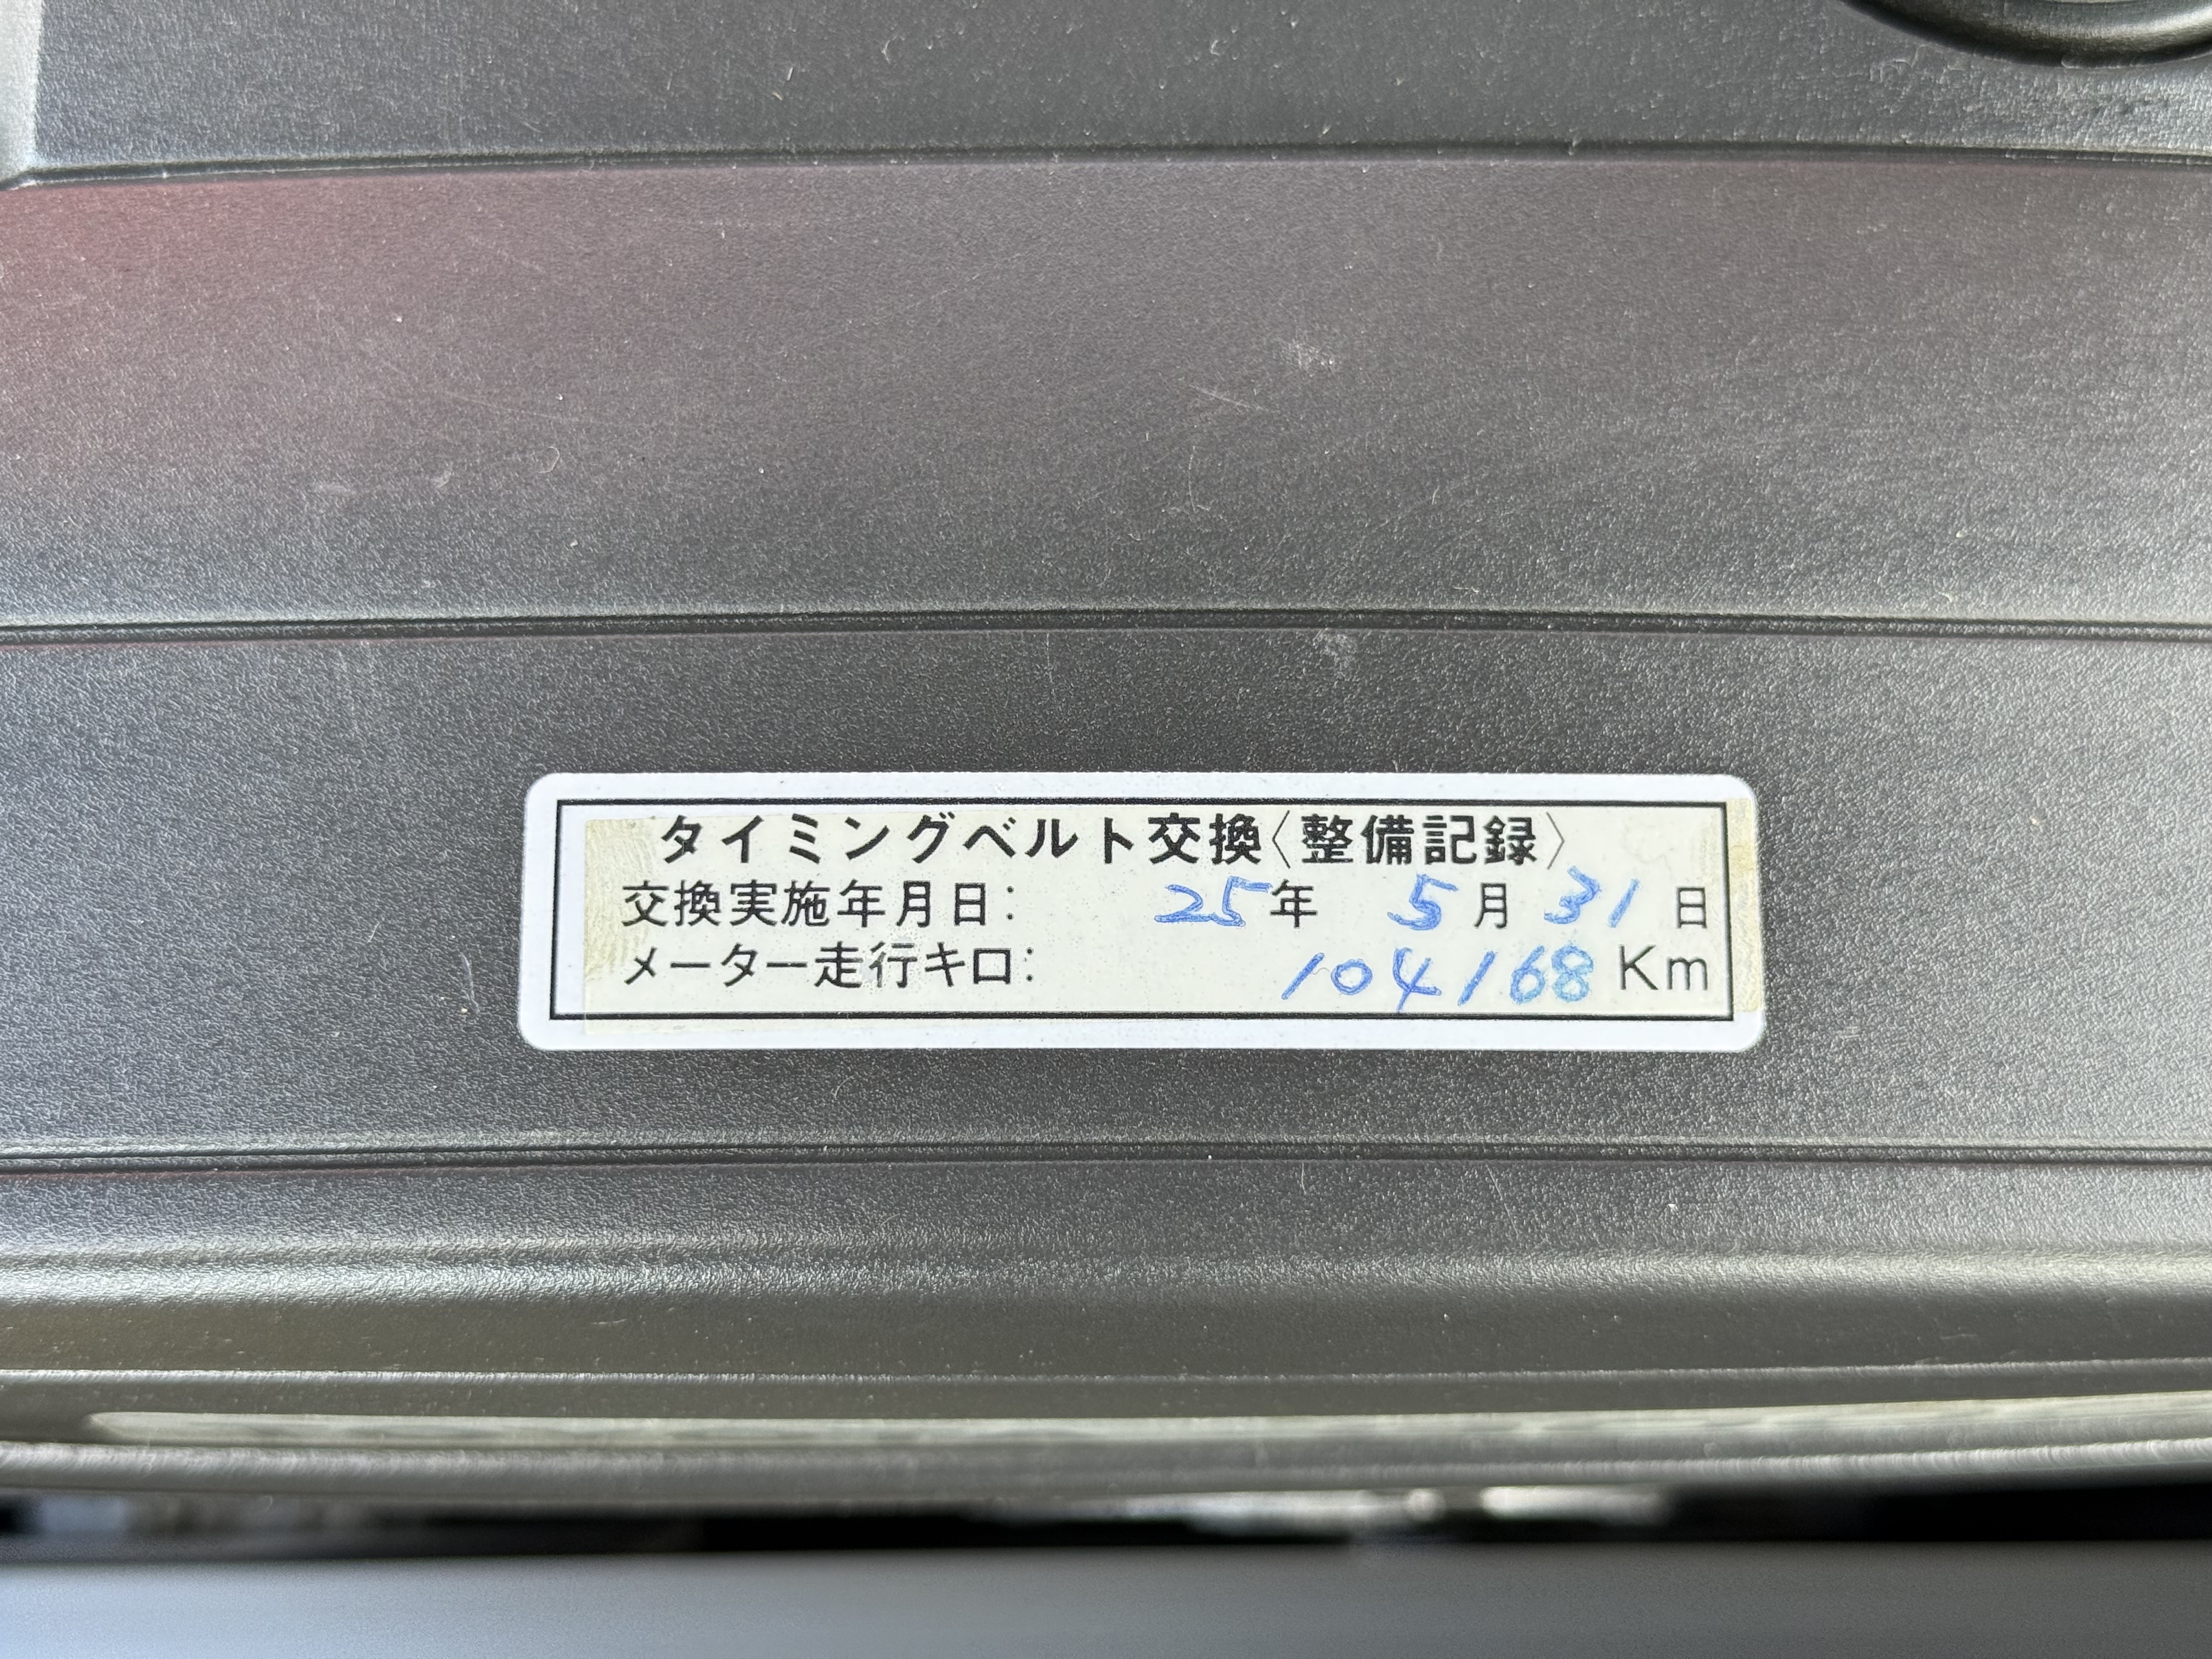 タイミングベルト交換〈整備記録〉
交換実施年月日: 25年 5月 31日
メーター走行キロ: 104168 Km